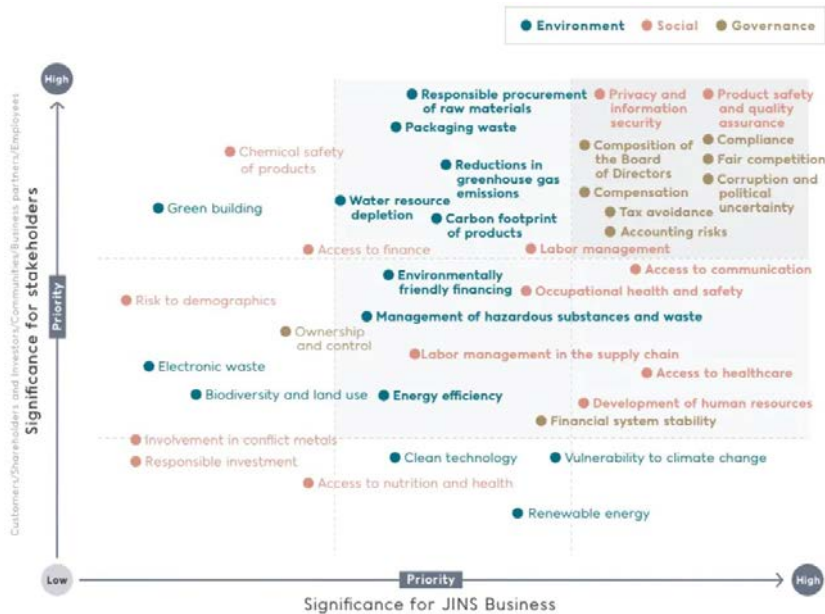 Environment
Social
Governance
High
Customers/Shareholders and Investors/Communities/Business partners/Employees
Significance for stakeholders
Priority
Responsible procurement
of raw materials
Privacy and
information
security
Product safety
and quality
assurance
Packaging waste
Chemical safety
of products
Composition of
the Board
of Directors
Compliance
Fair competition
Reductions in
greenhouse gas
emissions
Corruption and
political
uncertainty
Compensation
Green building
Water resource
depletion
Carbon footprint
of products
Tax avoidance
Accounting risks
Access to finance
Labor management
Access to communication
Environmentally
friendly financing
Occupational health and safety
Risk to demographics
Management of hazardous substances and waste
Ownership
and control
Labor management in the supply chain
Electronic waste
Access to healthcare
Biodiversity and land use
Energy efficiency
Development of human resources
Financial system stability
Involvement in conflict metals
Responsible investment
Clean technology
Vulnerability to climate change
Access to nutrition and health
Renewable energy
Low
Priority
High
Significance for JINS Business